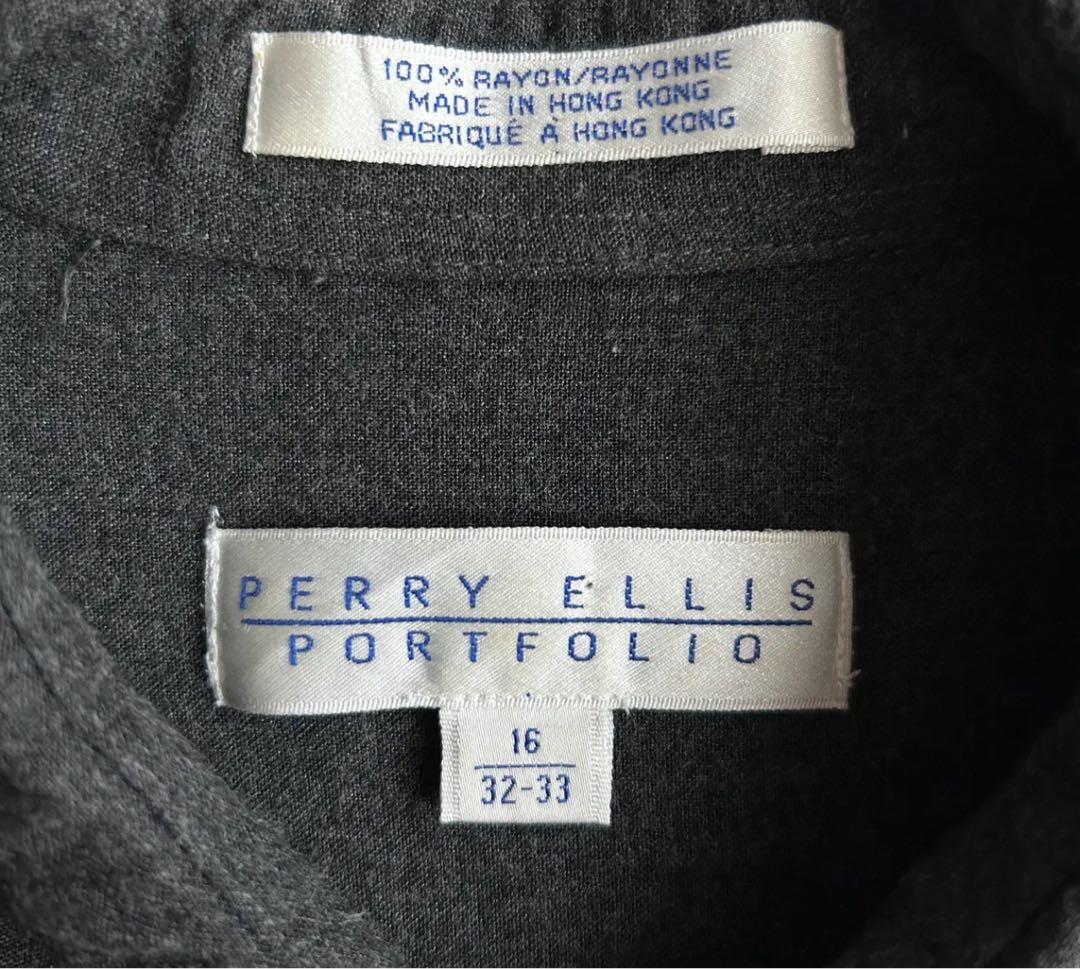 100% RAYON/RAYONNE
MADE IN HONG KONG
FABRIQUÉ À HONG KONG
PERRY ELLIS
PORTFOLIO
16
32-33